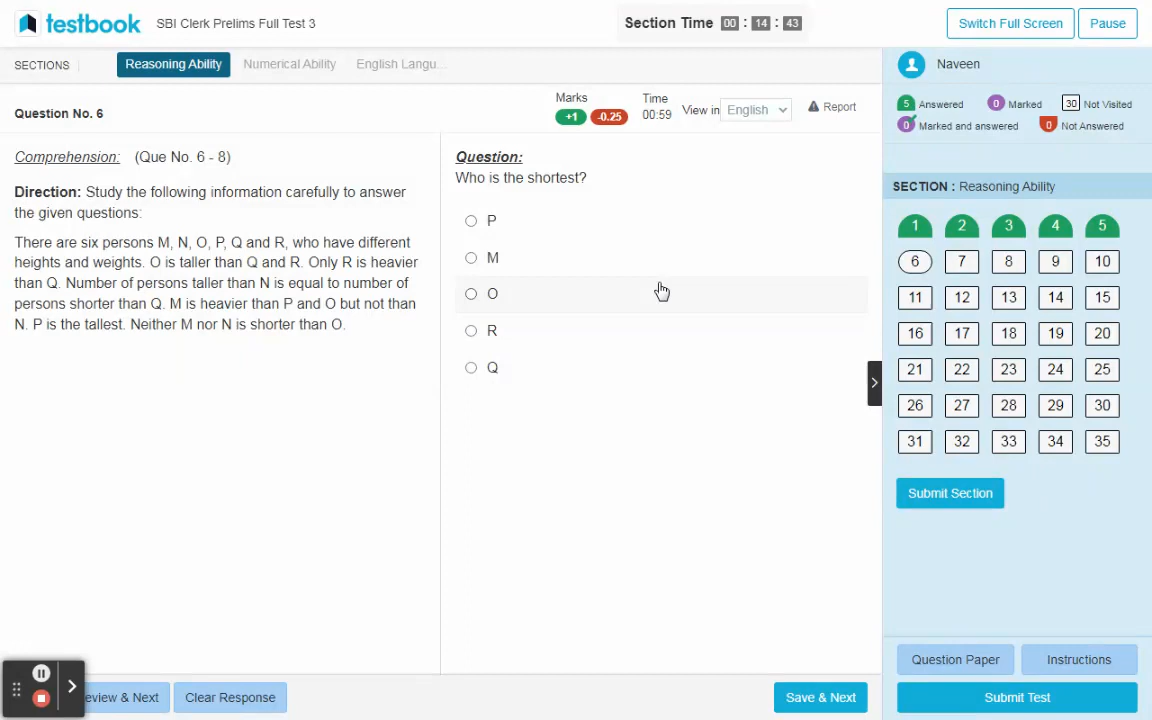 testbook SBI Clerk Prelims Full Test 3 Section Time 00 : 14 : 43 Switch Full Screen Pause
SECTIONS Reasoning Ability Numerical Ability English Langu... Naveen
Question No. 6 Marks +1 -0.25 Time 00:59 View in English Report
5 Answered 0 Marked 30 Not Visited
0 Marked and answered 0 Not Answered
Comprehension: (Que No. 6 - 8)
Direction: Study the following information carefully to answer
the given questions:
There are six persons M, N, O, P, Q and R, who have different
heights and weights. O is taller than Q and R. Only R is heavier
than Q. Number of persons taller than N is equal to number of
persons shorter than Q. M is heavier than P and O but not than
N. P is the tallest. Neither M nor N is shorter than O.
Question:
Who is the shortest?
P
M
O
R
Q
SECTION : Reasoning Ability
1 2 3 4 5
6 7 8 9 10
11 12 13 14 15
16 17 18 19 20
21 22 23 24 25
26 27 28 29 30
31 32 33 34 35
Submit Section
Question Paper Instructions
eview & Next Clear Response Save & Next Submit Test